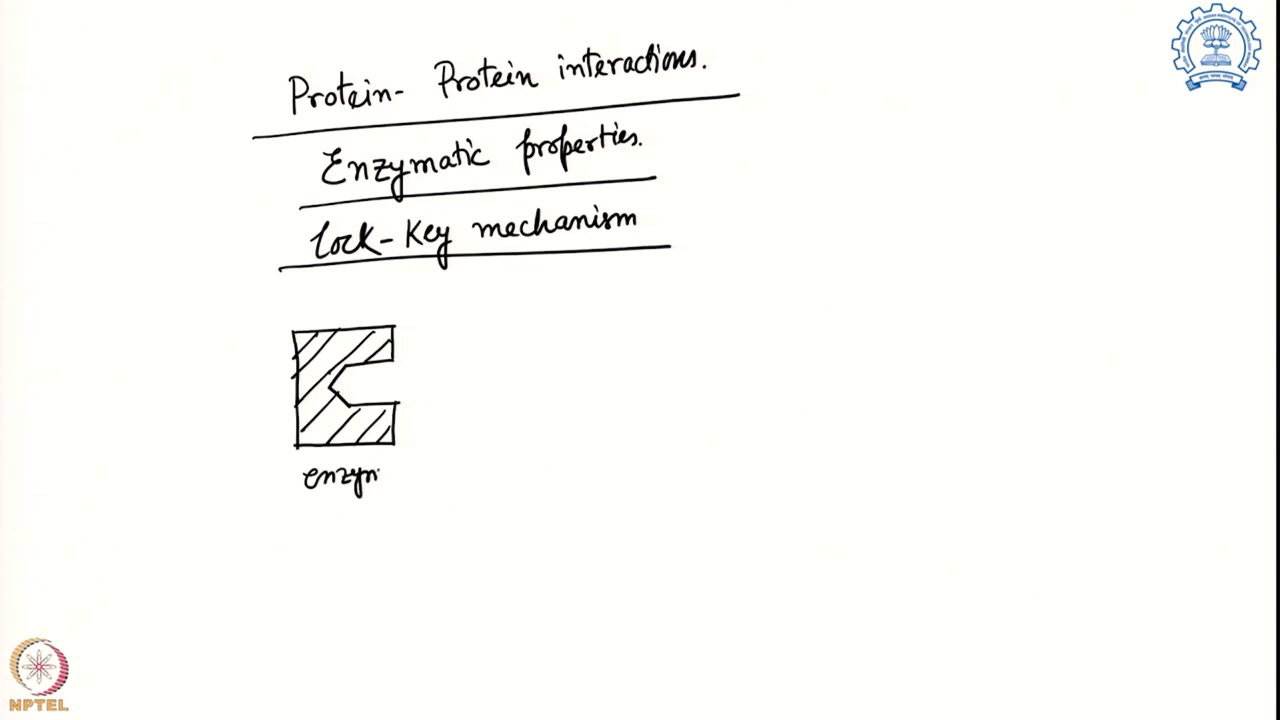 Protein- Protein interactions.
Enzymatic properties.
lock-Key mechanism
enzym
NPTEL